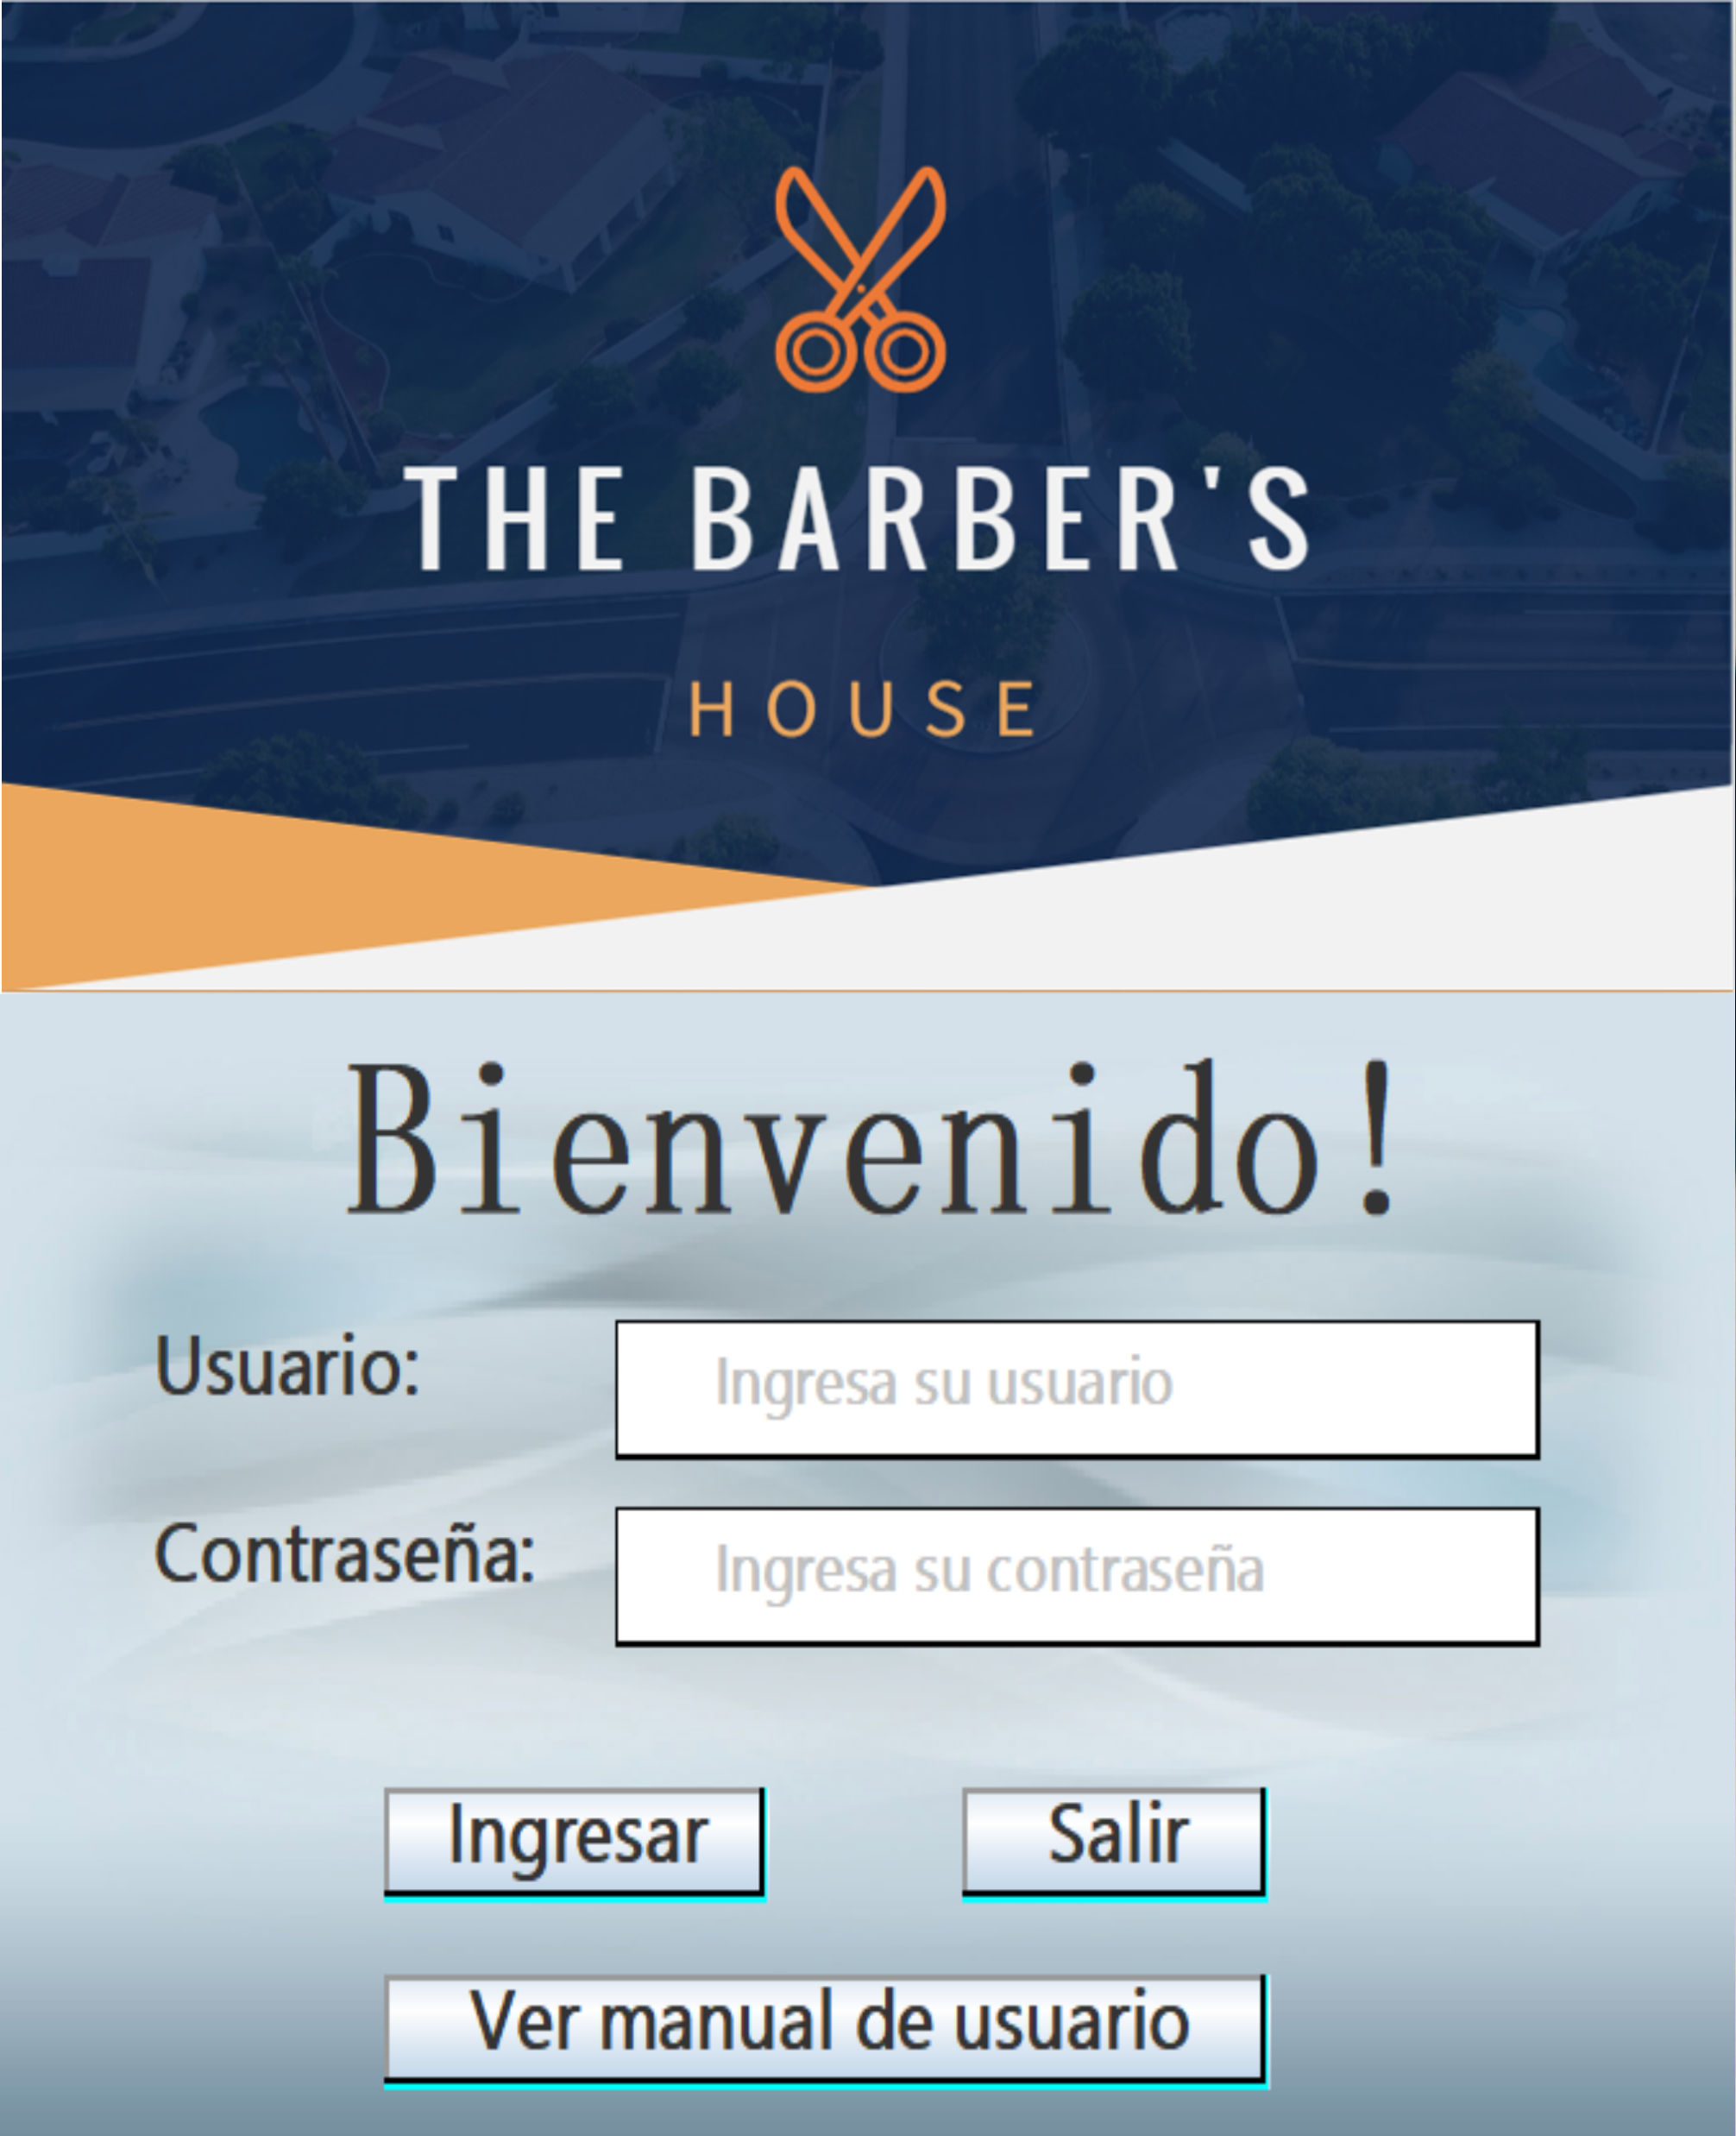 THE BARBER'S
HOUSE
Bienvenido!
Usuario: Ingresa su usuario
Contraseña: Ingresa su contraseña
Ingresar Salir
Ver manual de usuario